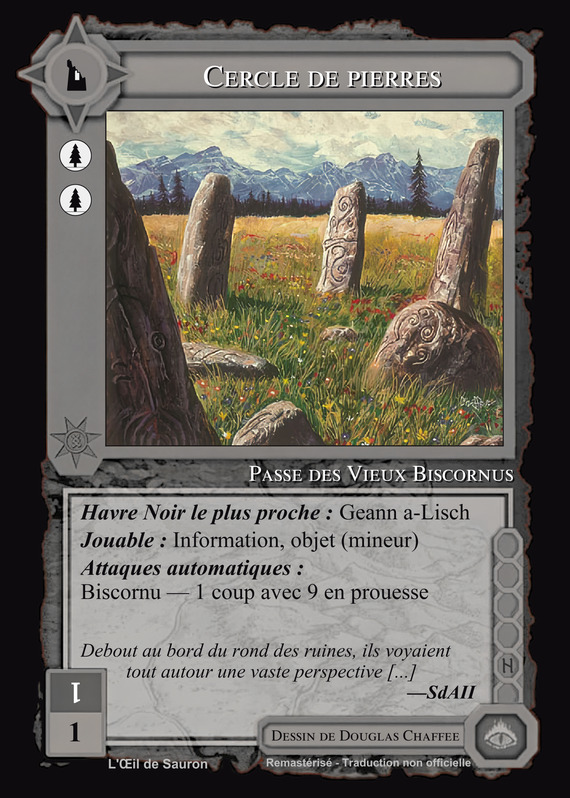 Cercle de pierres
Passe des Vieux Biscornus
Havre Noir le plus proche : Geann a-Lisch
Jouable : Information, objet (mineur)
Attaques automatiques :
Biscornu — 1 coup avec 9 en prouesse
Debout au bord du rond des ruines, ils voyaient
tout autour une vaste perspective [...]
—SdAII
1
1
Dessin de Douglas Chaffee
L'Œil de Sauron
Remastérisé - Traduction non officielle